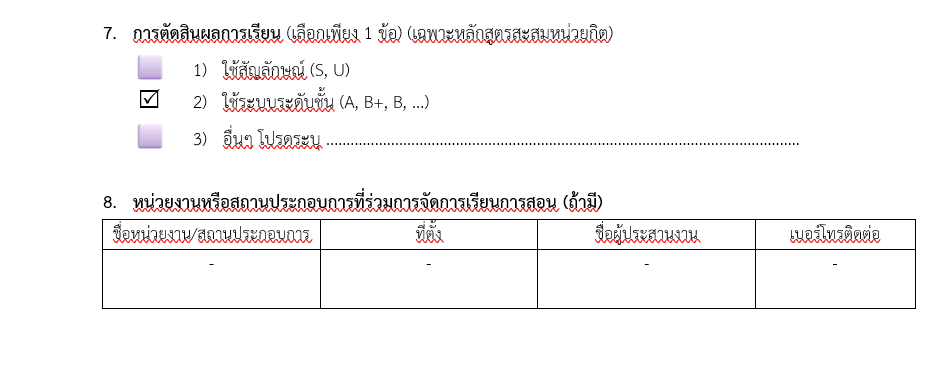 7. การตัดสินผลการเรียน (เลือกเพียง 1 ข้อ) (เฉพาะหลักสูตรสะสมหน่วยกิต)
1) ใช้สัญลักษณ์ (S, U)
☑ 2) ใช้ระบบระดับชั้น (A, B+, B, ...)
3) อื่นๆ โปรดระบุ ........................................................................................................................
8. หน่วยงานหรือสถานประกอบการที่ร่วมการจัดการเรียนการสอน (ถ้ามี)
ชื่อหน่วยงาน/สถานประกอบการ ที่ตั้ง ชื่อผู้ประสานงาน เบอร์โทรติดต่อ
- - - -